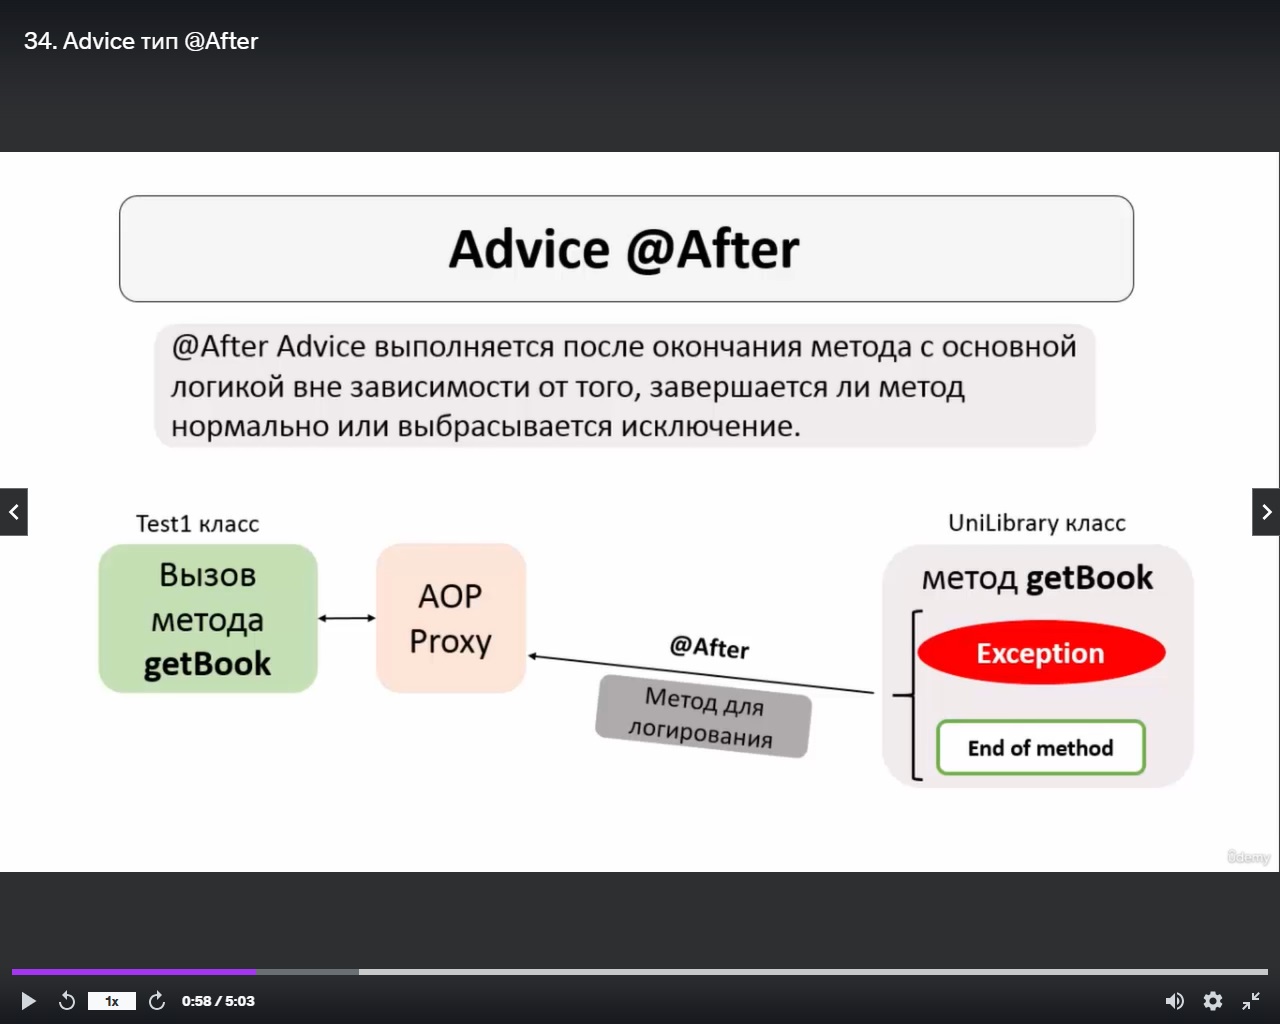 34. Advice тип @After
Advice @After
@After Advice выполняется после окончания метода с основной
логикой вне зависимости от того, завершается ли метод
нормально или выбрасывается исключение.
Test1 класс
Вызов
метода
getBook
AOP
Proxy
@After
Метод для
логирования
UniLibrary класс
метод getBook
Exception
End of method
ûdemy
1x
0:58 / 5:03